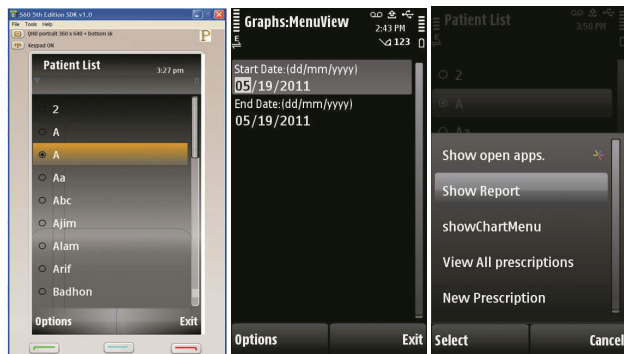 S60 5th Edition SDK v1.0
File Tools Help
QHD portrait 360 x 640 + bottom sk
Keypad ON
P
Patient List
3:27 pm
2
A
A
Aa
Abc
Ajim
Alam
Arif
Badhon
Options Exit
Graphs:MenuView
2:43 PM
E
123
Start Date:(dd/mm/yyyy)
05/19/2011
End Date:(dd/mm/yyyy)
05/19/2011
Options Exit
Patient List
3:50 PM
E
2
A
Aa
Show open apps.
Show Report
showChartMenu
View All prescriptions
New Prescription
Select Cancel